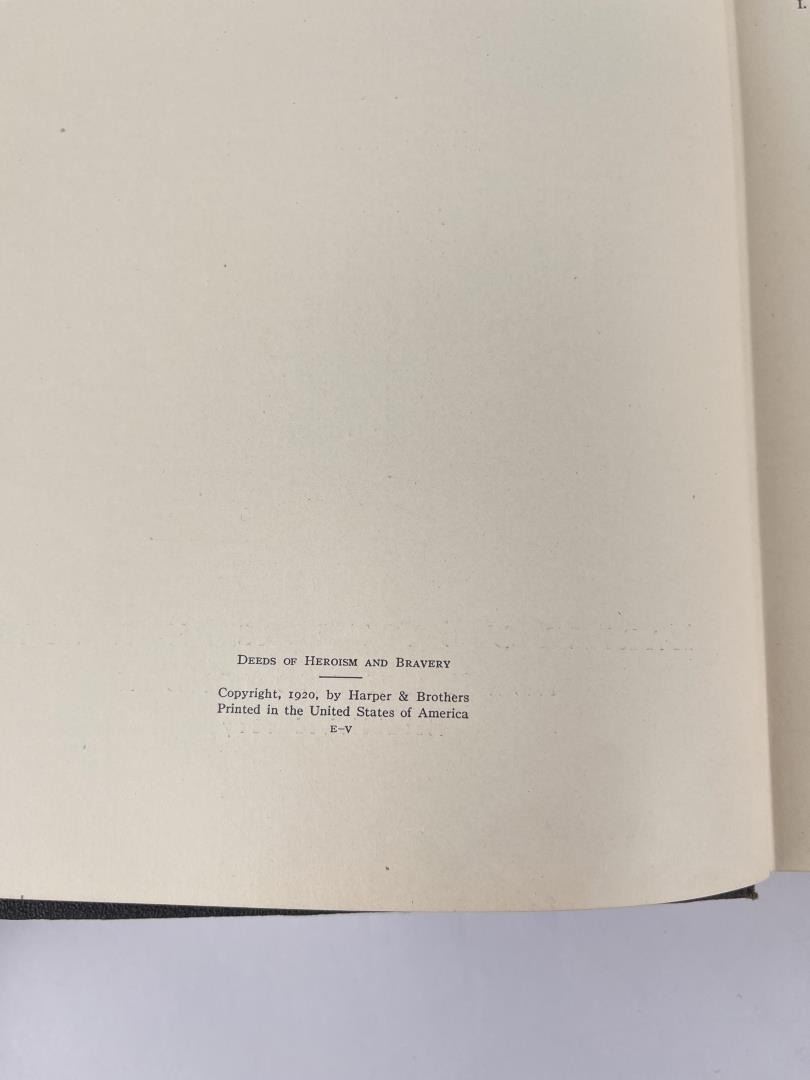 I.
DEEDS OF HEROISM AND BRAVERY
Copyright, 1920, by Harper & Brothers
Printed in the United States of America
E–V